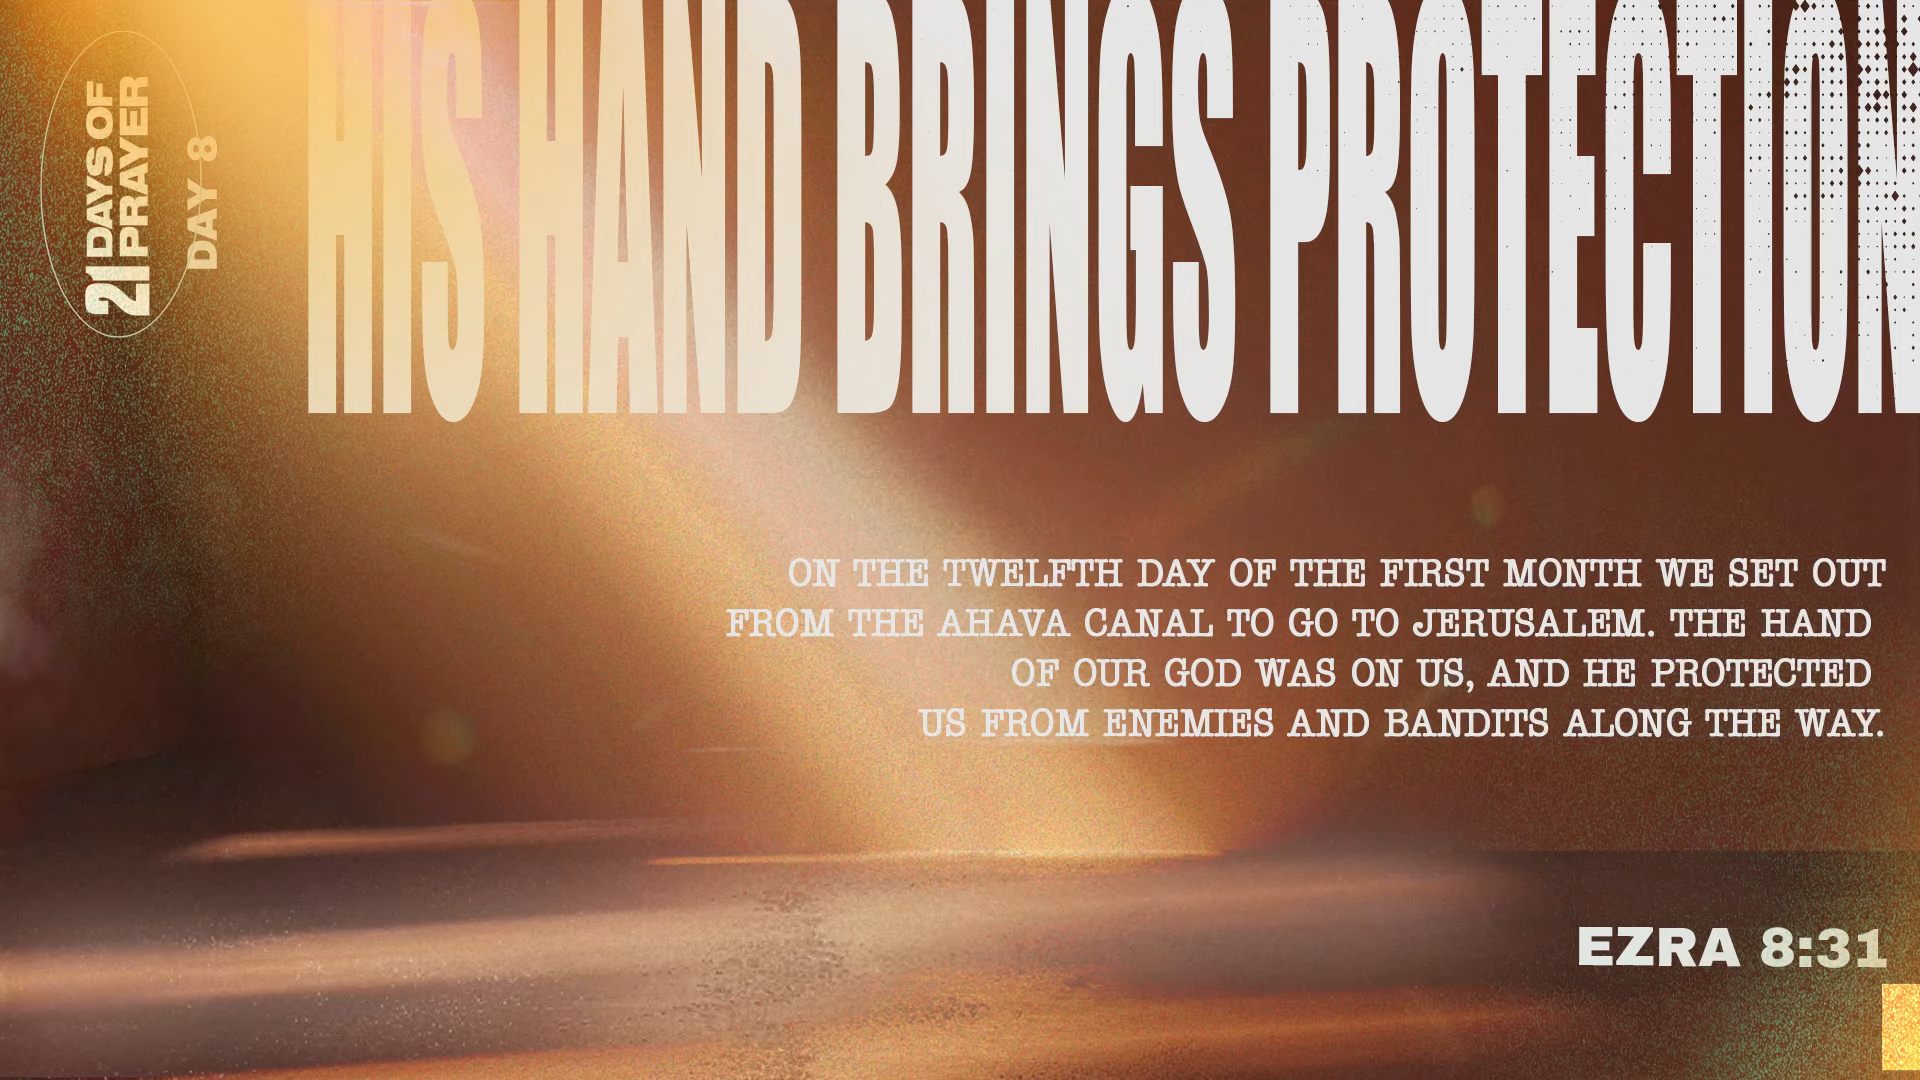 21 DAYS OF
PRAYER
DAY 8
HIS HAND BRINGS PROTECTION
ON THE TWELFTH DAY OF THE FIRST MONTH WE SET OUT
FROM THE AHAVA CANAL TO GO TO JERUSALEM. THE HAND
OF OUR GOD WAS ON US, AND HE PROTECTED
US FROM ENEMIES AND BANDITS ALONG THE WAY.
EZRA 8:31